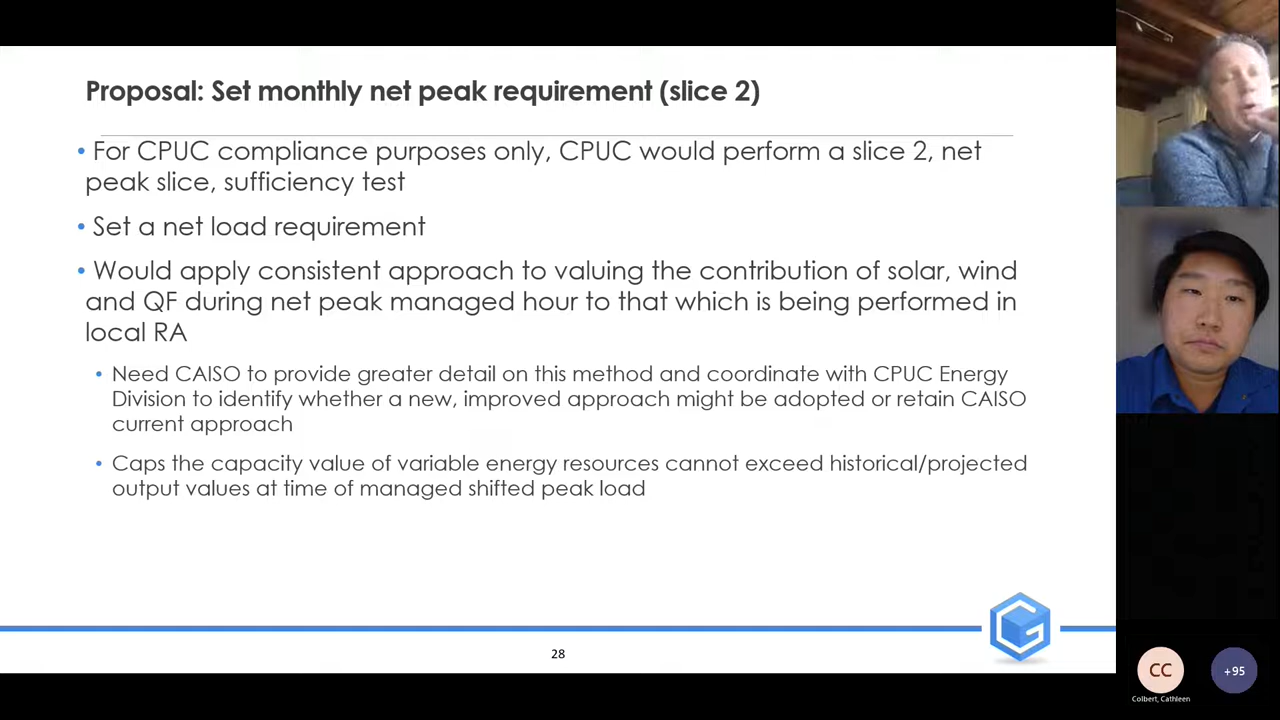 Proposal: Set monthly net peak requirement (slice 2)
• For CPUC compliance purposes only, CPUC would perform a slice 2, net
peak slice, sufficiency test
• Set a net load requirement
• Would apply consistent approach to valuing the contribution of solar, wind
and QF during net peak managed hour to that which is being performed in
local RA
• Need CAISO to provide greater detail on this method and coordinate with CPUC Energy
Division to identify whether a new, improved approach might be adopted or retain CAISO
current approach
• Caps the capacity value of variable energy resources cannot exceed historical/projected
output values at time of managed shifted peak load
28
CC
+95
Colbert, Cathleen